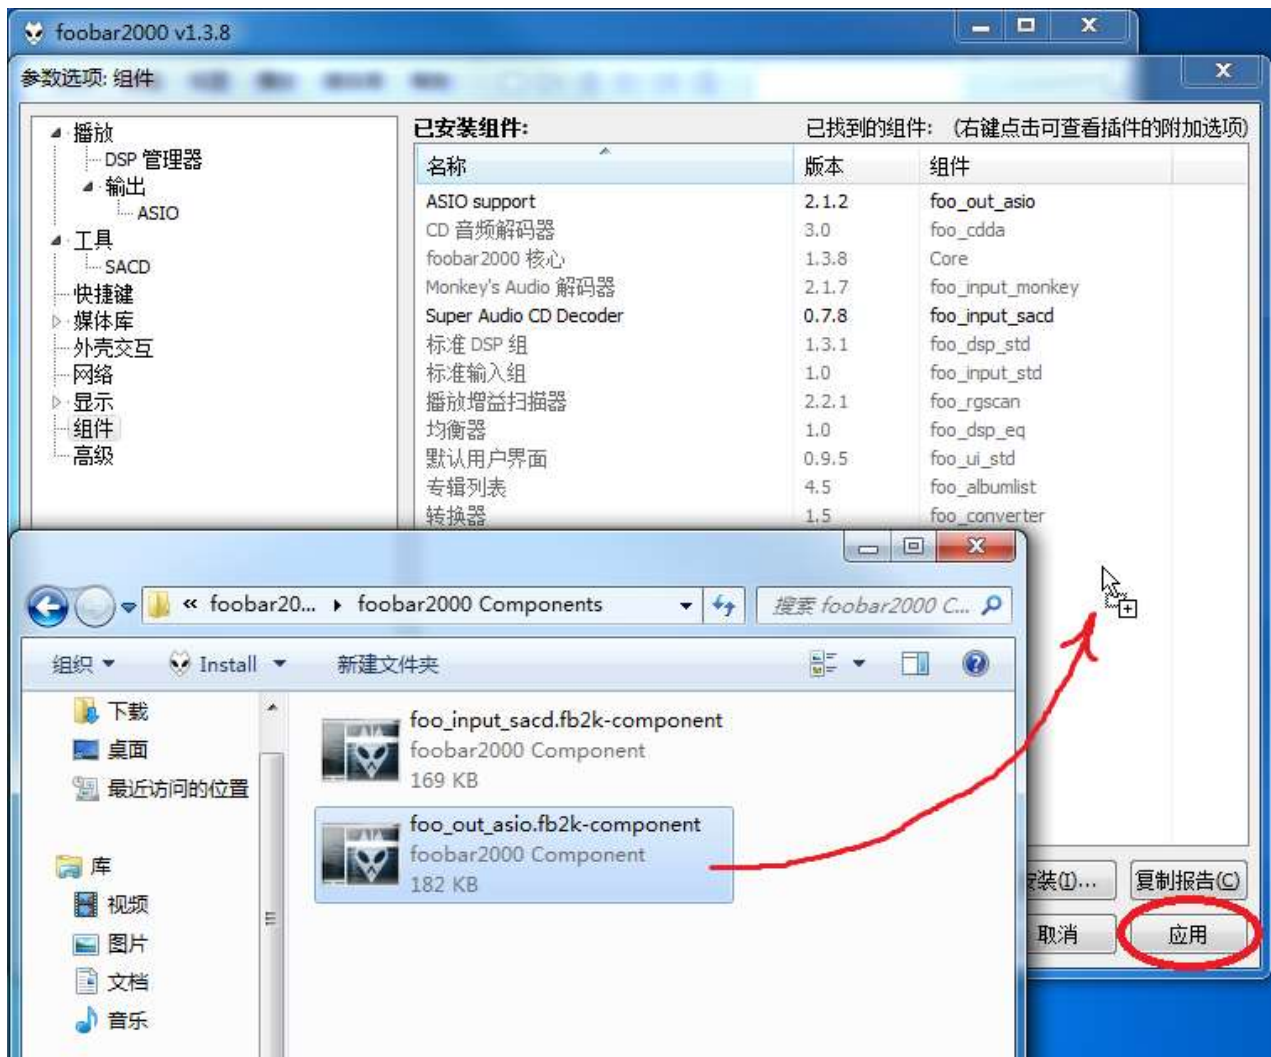 foobar2000 v1.3.8
参数选项: 组件
播放
DSP 管理器
输出
ASIO
工具
SACD
快捷键
媒体库
外壳交互
网络
显示
组件
高级
已安装组件: 已找到的组件: (右键点击可查看插件的附加选项)
名称 版本 组件
ASIO support 2.1.2 foo_out_asio
CD 音频解码器 3.0 foo_cdda
foobar2000 核心 1.3.8 Core
Monkey's Audio 解码器 2.1.7 foo_input_monkey
Super Audio CD Decoder 0.7.8 foo_input_sacd
标准 DSP 组 1.3.1 foo_dsp_std
标准输入组 1.0 foo_input_std
播放增益扫描器 2.2.1 foo_rgscan
均衡器 1.0 foo_dsp_eq
默认用户界面 0.9.5 foo_ui_std
专辑列表 4.5 foo_albumlist
转换器 1.5 foo_converter
« foobar20... foobar2000 Components 搜索 foobar2000 C...
组织 Install 新建文件夹
下载
桌面
最近访问的位置
库
视频
图片
文档
音乐
foo_input_sacd.fb2k-component
foobar2000 Component
169 KB
foo_out_asio.fb2k-component
foobar2000 Component
182 KB
装(I)... 复制报告(C)
取消 应用